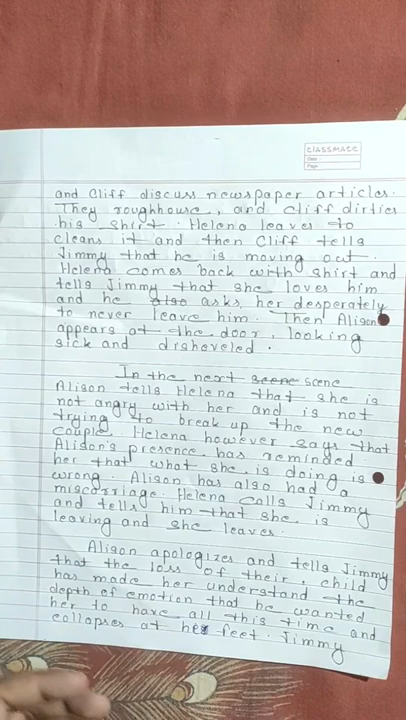 CLASSMATE
Date :
Page :
and Cliff discuss newspaper articles.
They roughhouse, and cliff dirties
his shirt. Helena leaves to
cleans it and then Cliff tells
Jimmy that he is moving out.
Helena comes back with shirt and
tells Jimmy that she loves him
and he also asks her desperately
to never leave him. Then Alison
appears at the door, looking
sick and disheveled.
In the next scene scene
Alison tells Helena that she is
not angry with her and is not
trying to break up the new
couple. Helena however says that
Alison's presence has reminded
her that what she is doing is
wrong. Alison has also had a
miscarriage. Helena calls Jimmy
and tells him that she is
leaving and she leaves.
Alison apologizes and tells Jimmy
that the loss of their child
has made her understand the
depth of emotion that he wanted
her to have all this time and
collapses at her feet. Jimmy